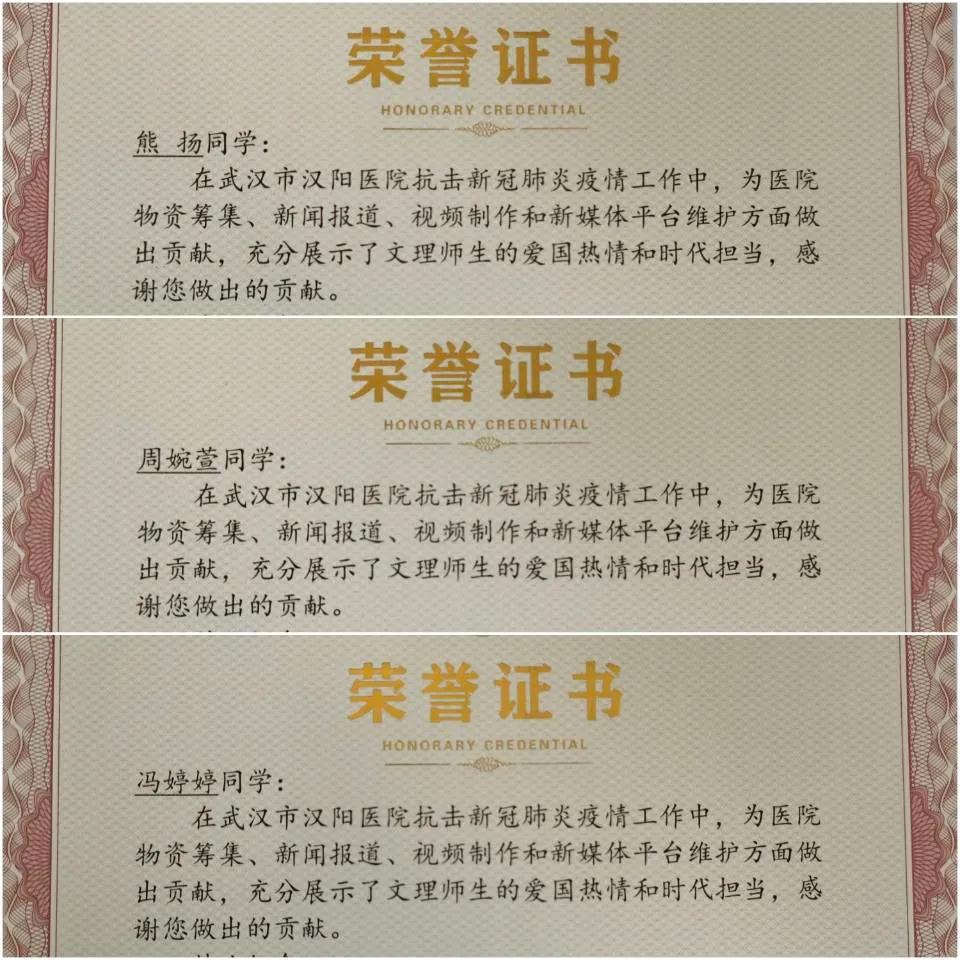 荣誉证书
HONORARY CREDENTIAL
熊 扬同学：
在武汉市汉阳医院抗击新冠肺炎疫情工作中，为医院
物资筹集、新闻报道、视频制作和新媒体平台维护方面做
出贡献，充分展示了文理师生的爱国热情和时代担当，感
谢您做出的贡献。
荣誉证书
HONORARY CREDENTIAL
周婉萱同学：
在武汉市汉阳医院抗击新冠肺炎疫情工作中，为医院
物资筹集、新闻报道、视频制作和新媒体平台维护方面做
出贡献，充分展示了文理师生的爱国热情和时代担当，感
谢您做出的贡献。
荣誉证书
HONORARY CREDENTIAL
冯婷婷同学：
在武汉市汉阳医院抗击新冠肺炎疫情工作中，为医院
物资筹集、新闻报道、视频制作和新媒体平台维护方面做
出贡献，充分展示了文理师生的爱国热情和时代担当，感
谢您做出的贡献。